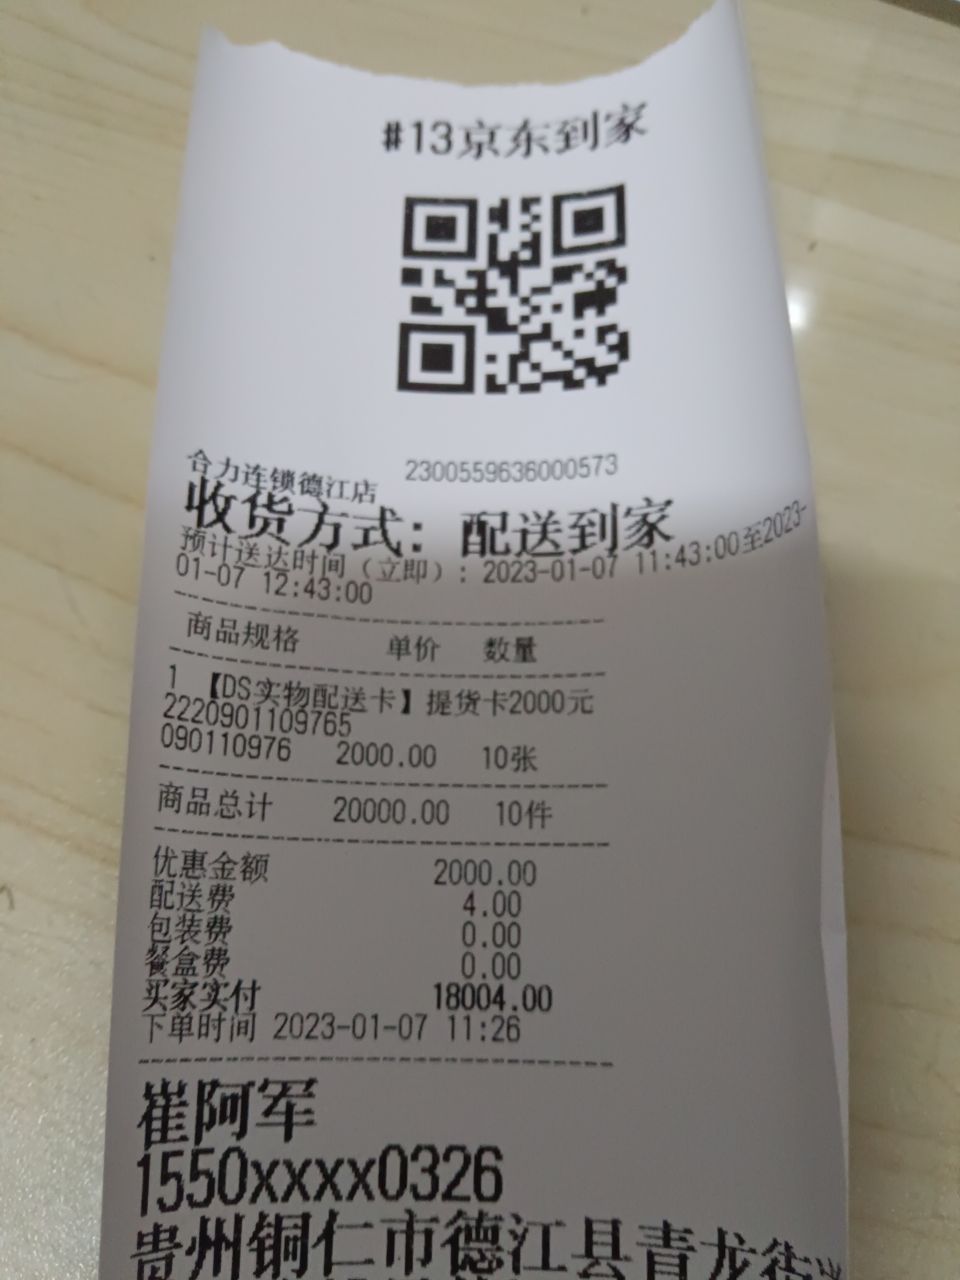 #13京东到家
2300559636000573
合力连锁德江店
收货方式：配送到家
预计送达时间（立即）：2023-01-07 11:43:00至2023-
01-07 12:43:00
商品规格 单价 数量
1 【DS实物配送卡】提货卡2000元
2220901109765
090110976 2000.00 10张
商品总计 20000.00 10件
优惠金额 2000.00
配送费 4.00
包装费 0.00
餐盒费 0.00
买家实付 18004.00
下单时间 2023-01-07 11:26
崔阿军
1550xxxx0326
贵州铜仁市德江县青龙街